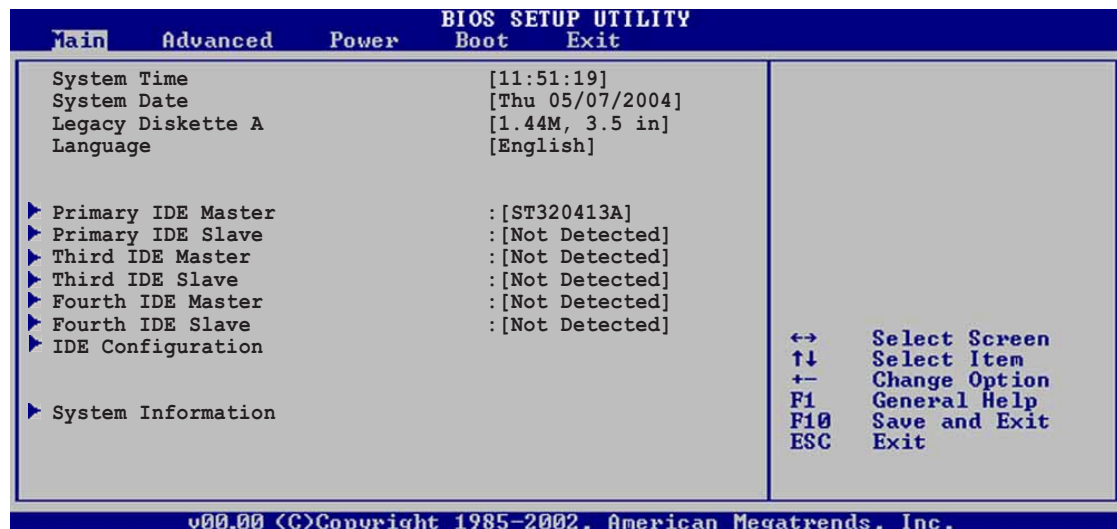 BIOS SETUP UTILITY
Main Advanced Power Boot Exit
System Time [11:51:19]
System Date [Thu 05/07/2004]
Legacy Diskette A [1.44M, 3.5 in]
Language [English]
Primary IDE Master :[ST320413A]
Primary IDE Slave :[Not Detected]
Third IDE Master :[Not Detected]
Third IDE Slave :[Not Detected]
Fourth IDE Master :[Not Detected]
Fourth IDE Slave :[Not Detected]
IDE Configuration
System Information
←→ Select Screen
↑↓ Select Item
+- Change Option
F1 General Help
F10 Save and Exit
ESC Exit
v00.00 (C)Copyright 1985-2002, American Megatrends, Inc.